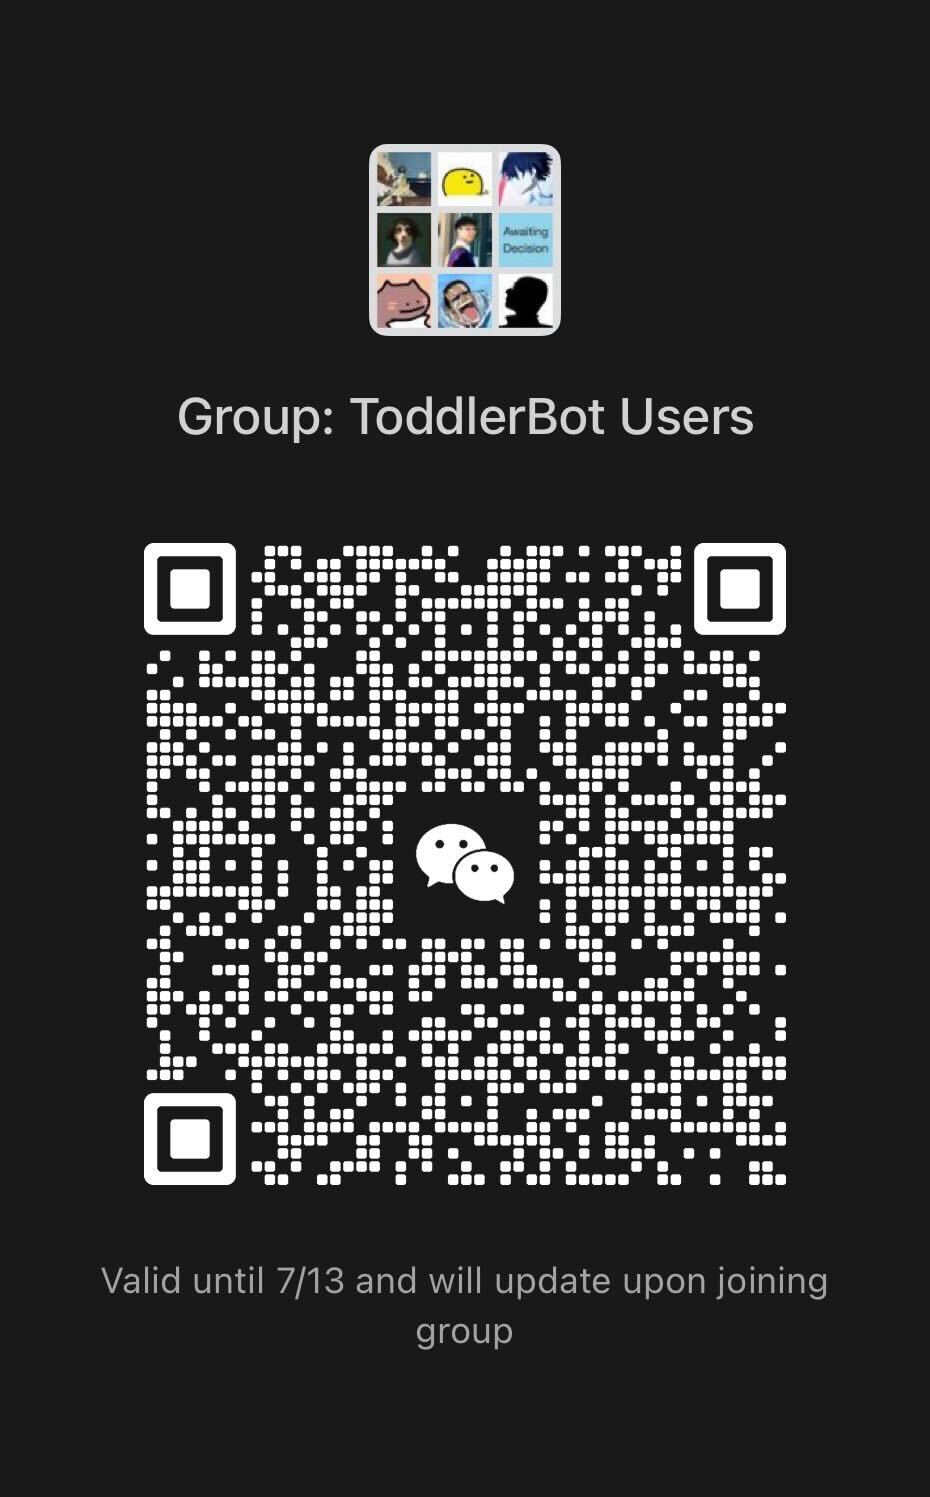 Awaiting
Decision
Group: ToddlerBot Users
Valid until 7/13 and will update upon joining
group